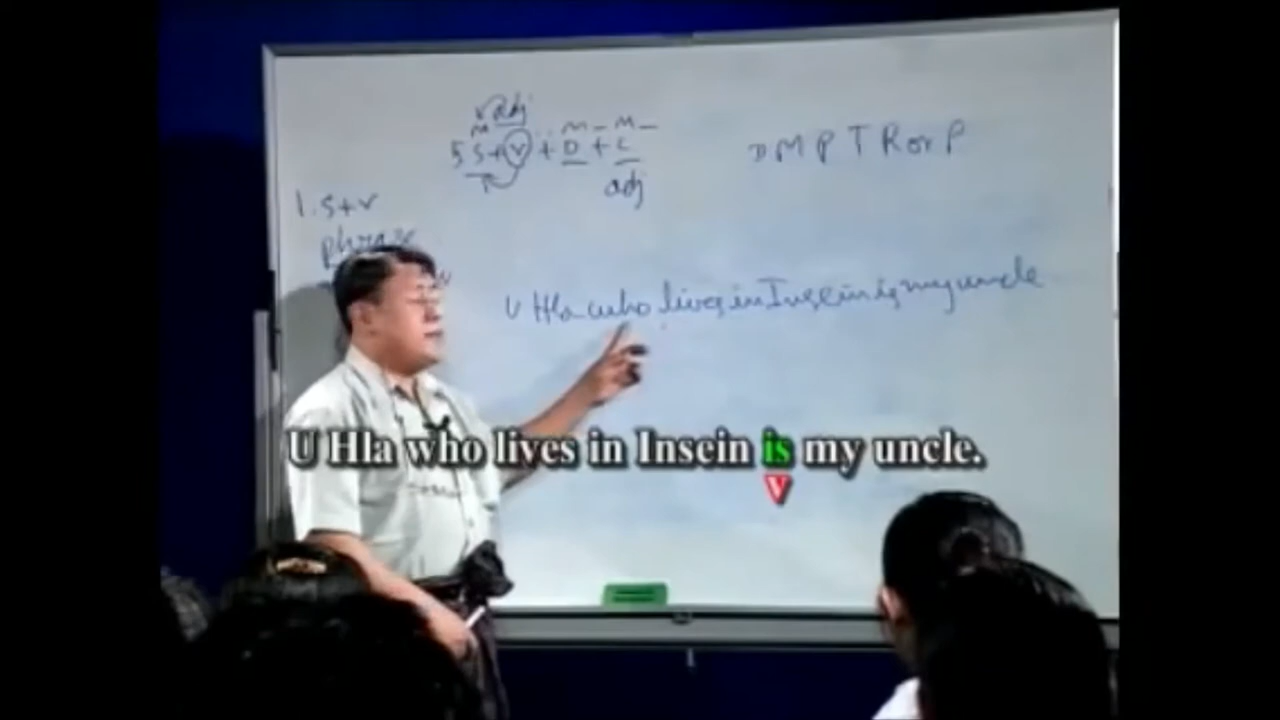 adj
M M M
5 S+V + D + C
adj
DMPTR or P
1. S+V
phrase
U Hla who lives in Insein is my uncle
U Hla who lives in Insein is my uncle.
V